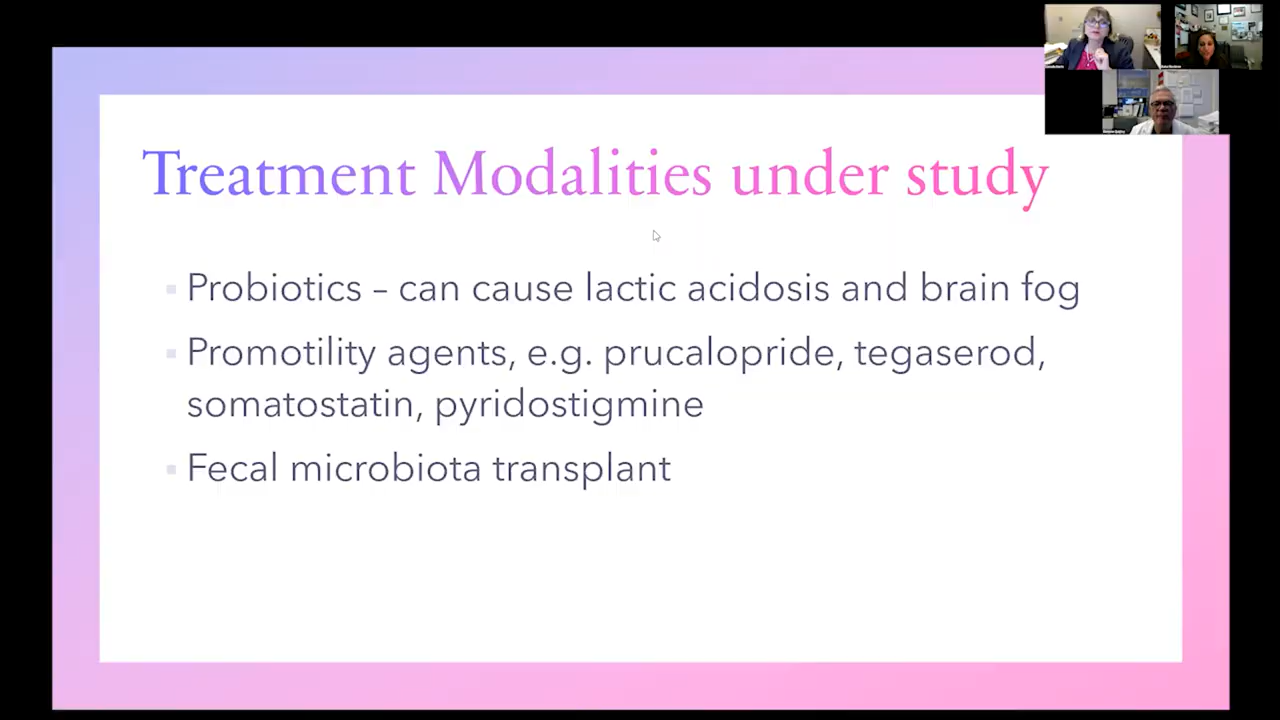 Treatment Modalities under study
Probiotics – can cause lactic acidosis and brain fog
Promotility agents, e.g. prucalopride, tegaserod,
somatostatin, pyridostigmine
Fecal microbiota transplant